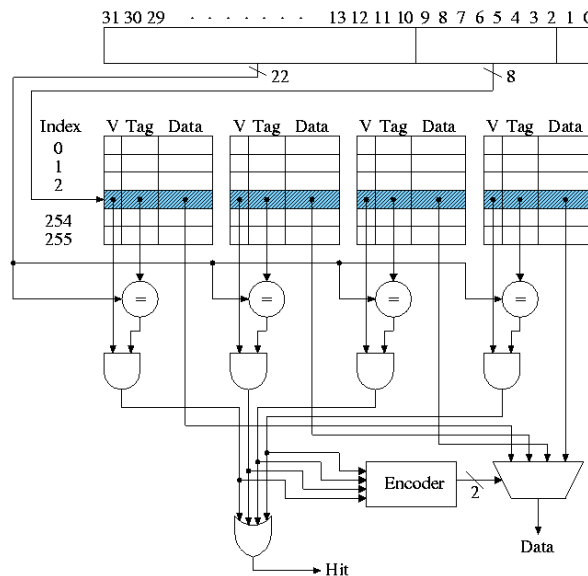 31 30 29 · · · · · · · 13 12 11 10 9 8 7 6 5 4 3 2 1 0
22
8
Index V Tag Data V Tag Data V Tag Data V Tag Data
0
1
2
254
255
= = = =
Encoder
2
Data
Hit